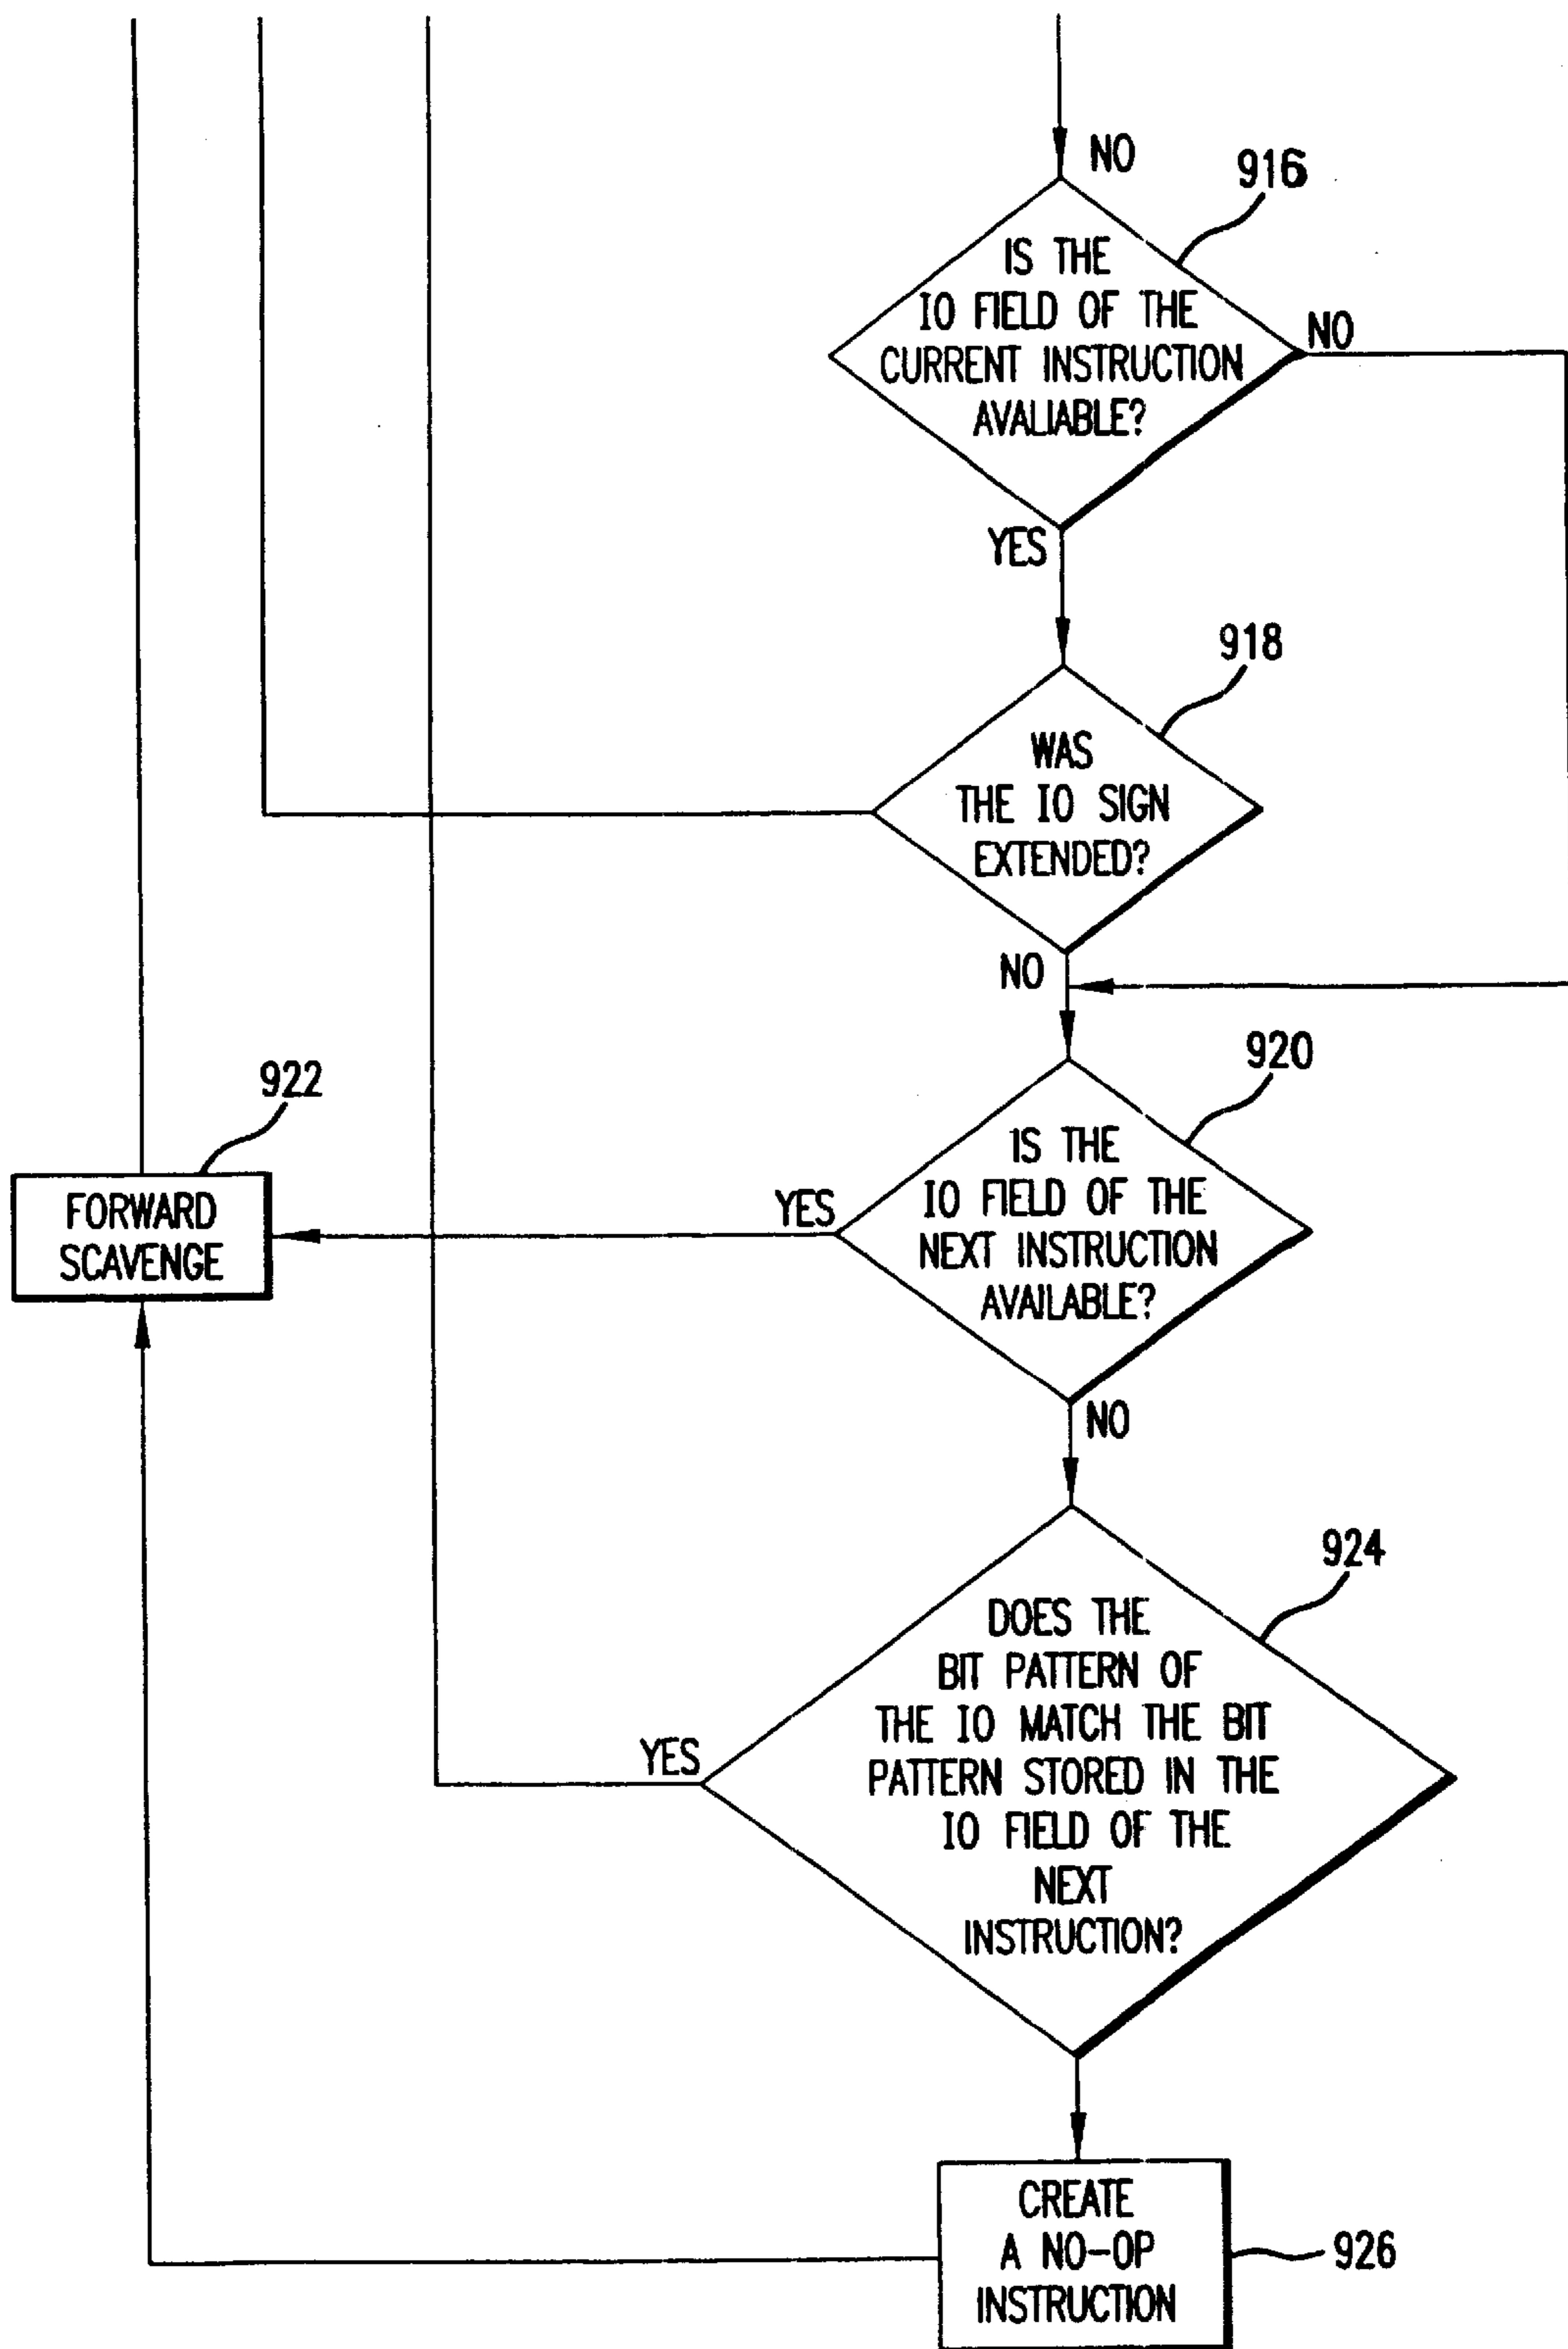 NO
916
IS THE
IO FIELD OF THE
CURRENT INSTRUCTION
AVALIABLE?
NO
YES
918
WAS
THE IO SIGN
EXTENDED?
NO
920
922
IS THE
IO FIELD OF THE
NEXT INSTRUCTION
AVAILABLE?
YES
FORWARD
SCAVENGE
NO
924
DOES THE
BIT PATTERN OF
THE IO MATCH THE BIT
PATTERN STORED IN THE
IO FIELD OF THE
NEXT
INSTRUCTION?
YES
CREATE
A NO-OP
INSTRUCTION
926